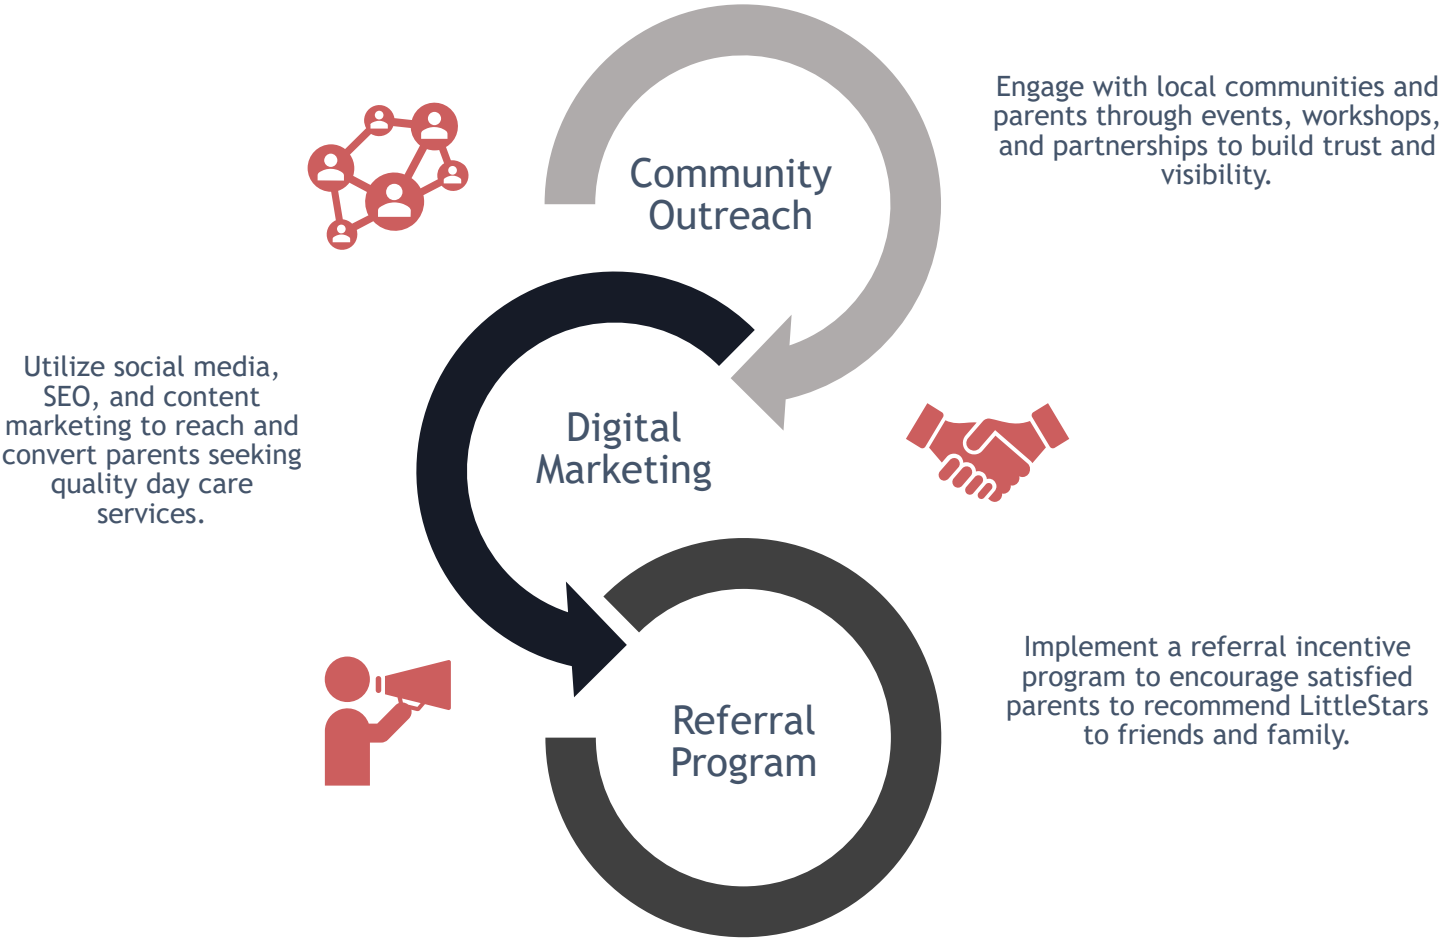 Community
Outreach
Engage with local communities and
parents through events, workshops,
and partnerships to build trust and
visibility.
Digital
Marketing
Utilize social media,
SEO, and content
marketing to reach and
convert parents seeking
quality day care
services.
Referral
Program
Implement a referral incentive
program to encourage satisfied
parents to recommend LittleStars
to friends and family.